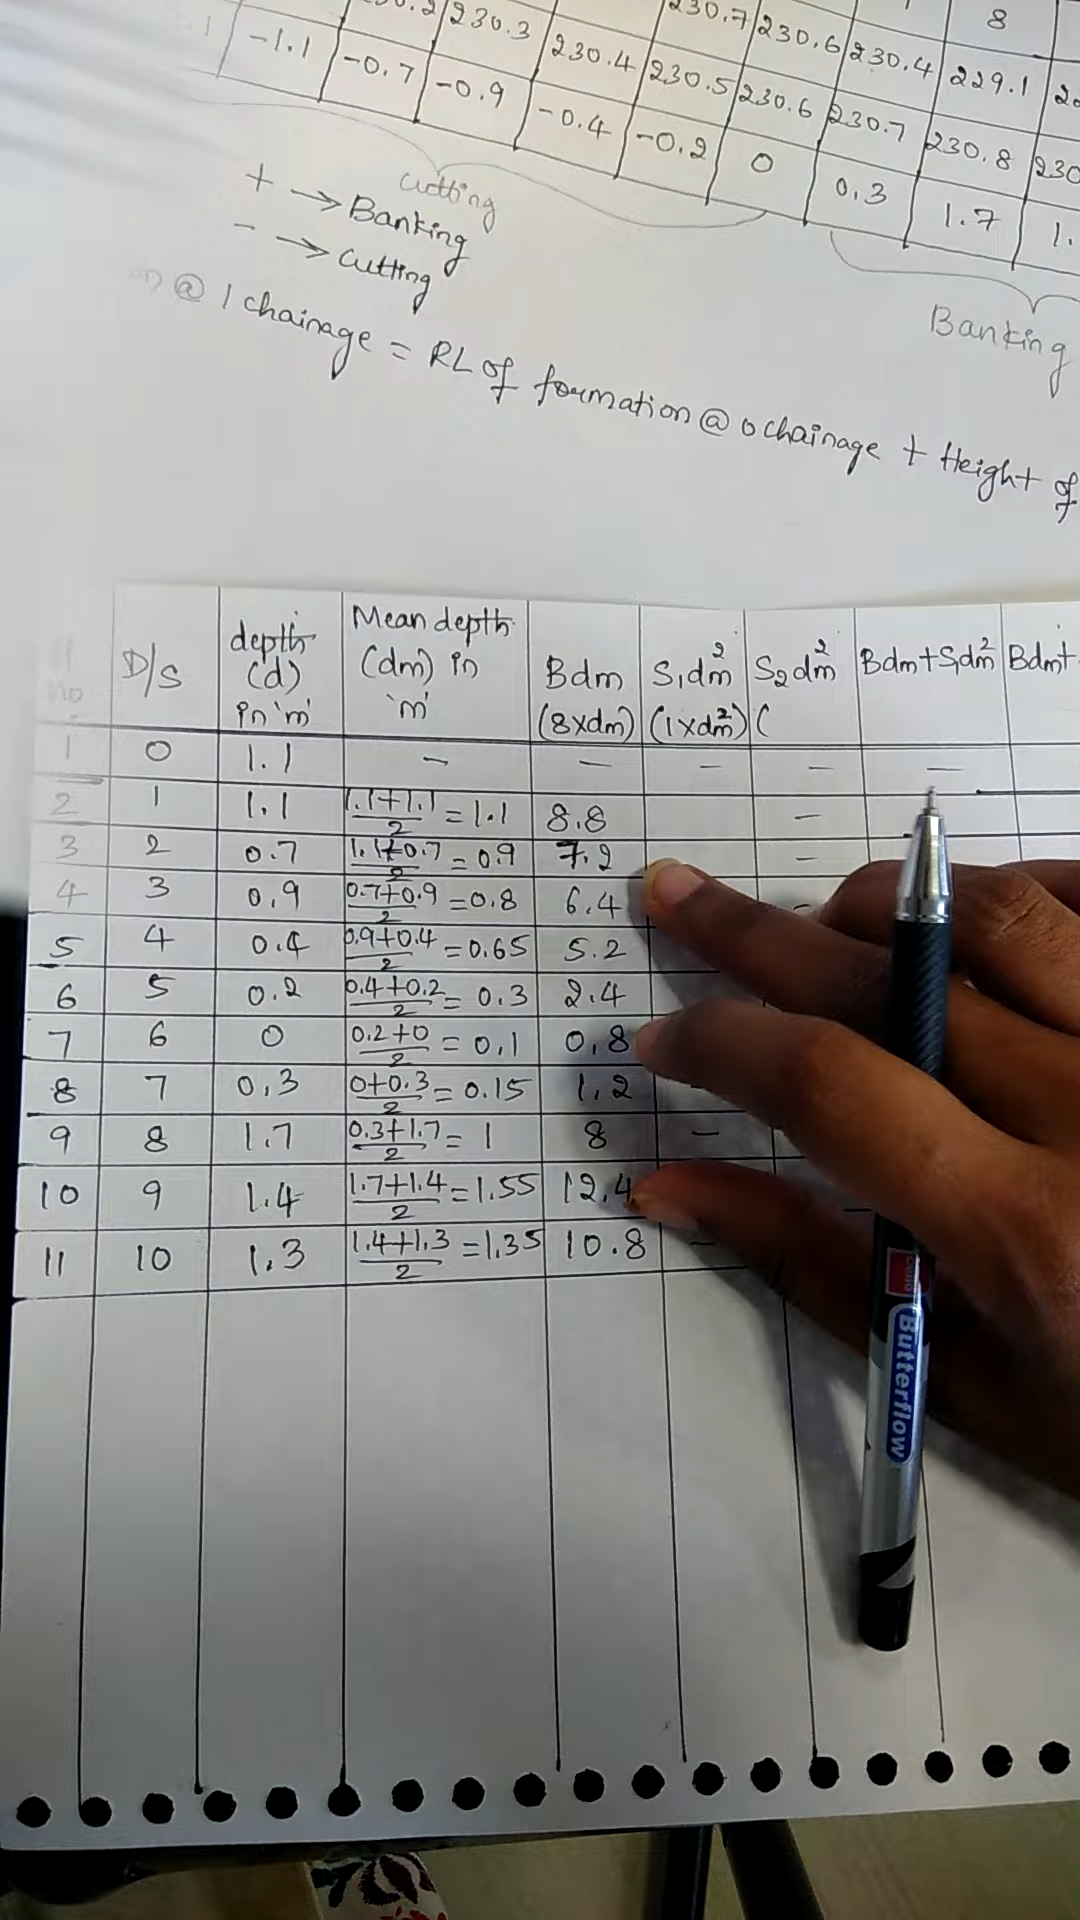 8
230.3 230.4 230.7 230.6 230.4 229.1
-1.1 -0.7 -0.9 -0.4 230.5 230.6 230.7 230.8 230
-0.2 0 0.3 1.7 1.
cutting
+ → Banking
- → cutting
Banking
@ 1 chainage = RL of formation @ 0 chainage + Height of
no D/S depth (d) in 'm' Mean depth (dm) in 'm' Bdm (8×dm) S₁dm² (1×dm²) S₂dm² ( Bdm+S₁dm² Bdm+
1 0 1.1 — — — — —
2 1 1.1 1.1+1.1/2 = 1.1 8.8 —
3 2 0.7 1.1+0.7/2 = 0.9 7.2 —
4 3 0.9 0.7+0.9/2 = 0.8 6.4 —
5 4 0.4 0.9+0.4/2 = 0.65 5.2
6 5 0.2 0.4+0.2/2 = 0.3 2.4
7 6 0 0.2+0/2 = 0.1 0.8
8 7 0.3 0+0.3/2 = 0.15 1.2 —
9 8 1.7 0.3+1.7/2 = 1 8 —
10 9 1.4 1.7+1.4/2 = 1.55 12.4
11 10 1.3 1.4+1.3/2 = 1.35 10.8 —
Cello
Butterflow